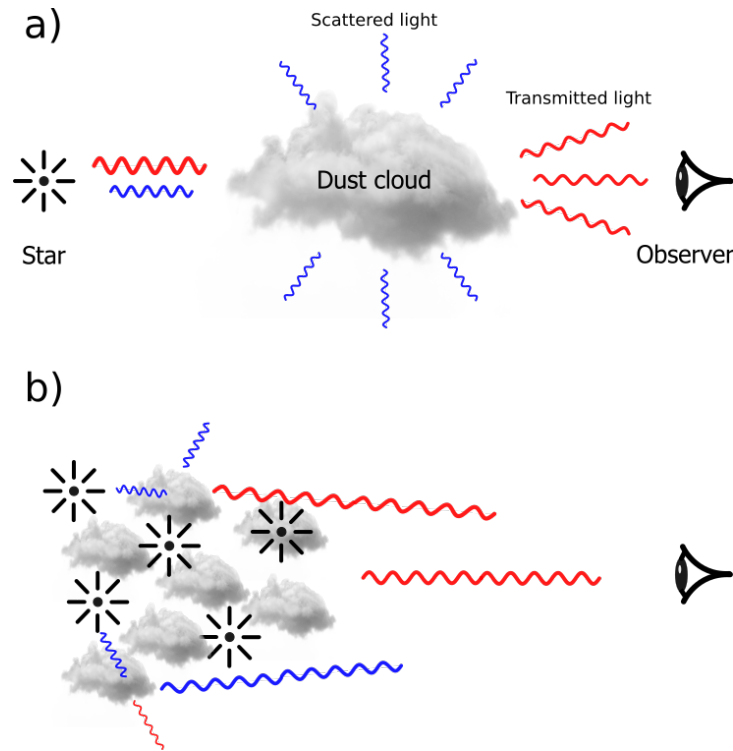 a)
Scattered light
Transmitted light
Dust cloud
Star
Observer
b)